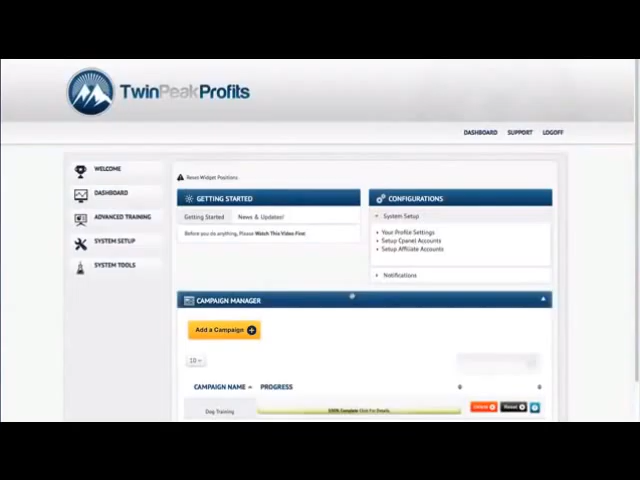 TwinPeakProfits
DASHBOARD SUPPORT LOGOFF
WELCOME
DASHBOARD
ADVANCED TRAINING
SYSTEM SETUP
SYSTEM TOOLS
Reset Widget Positions
GETTING STARTED
Getting Started News & Updates!
Before you do anything, Please Watch This Video First
CONFIGURATIONS
System Setup
Your Profile Settings
Setup Cpanel Accounts
Setup Affiliate Accounts
Notifications
CAMPAIGN MANAGER
Add a Campaign
10
CAMPAIGN NAME PROGRESS
Dog Training 100% Complete Click For Details Reset